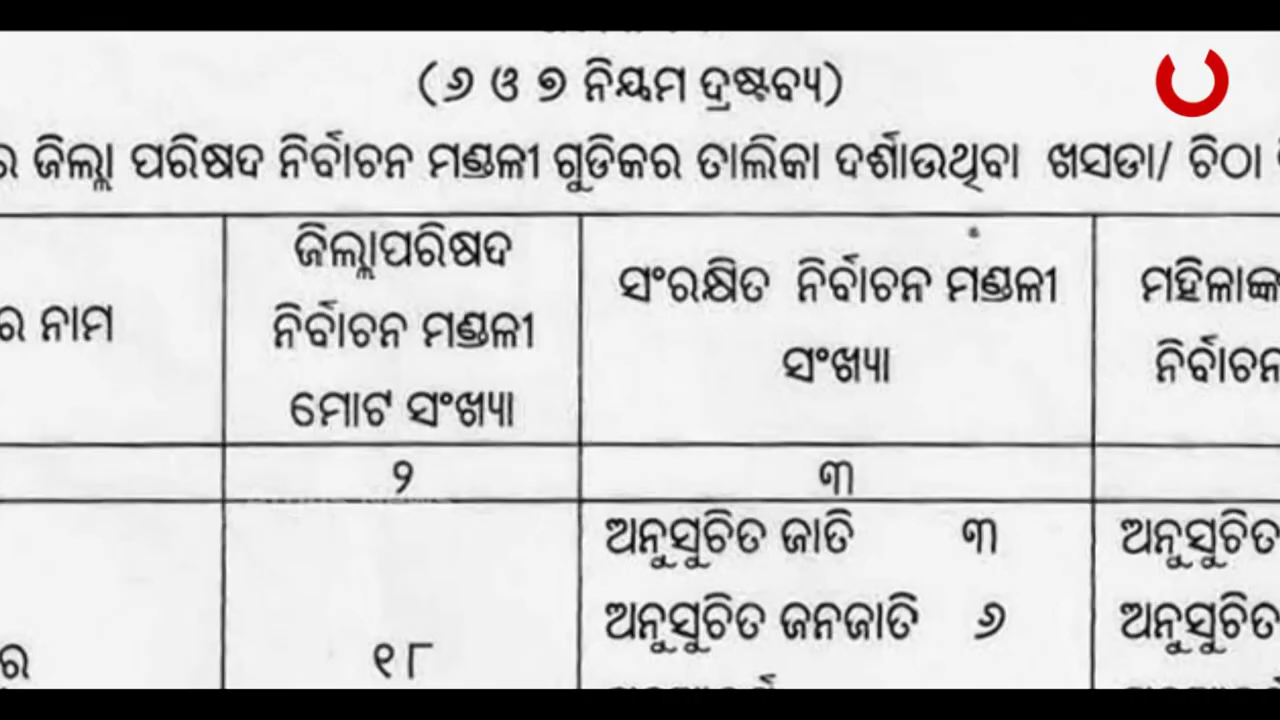 (୬ ଓ ୭ ନିୟମ ଦ୍ରଷ୍ଟବ୍ୟ)
ର ଜିଲ୍ଲା ପରିଷଦ ନିର୍ବାଚନ ମଣ୍ଡଳୀ ଗୁଡିକର ତାଲିକା ଦର୍ଶାଉଥିବା ଖସଡା/ ଚିଠା
ର ନାମ
ଜିଲ୍ଲାପରିଷଦ
ନିର୍ବାଚନ ମଣ୍ଡଳୀ
ମୋଟ ସଂଖ୍ୟା
ସଂରକ୍ଷିତ ନିର୍ବାଚନ ମଣ୍ଡଳୀ
ସଂଖ୍ୟା
ମହିଳାଙ୍କ
ନିର୍ବାଚନ
୨
୩
ର
୧୮
ଅନୁସୁଚିତ ଜାତି ୩
ଅନୁସୁଚିତ ଜନଜାତି ୬
ଅନୁସୁଚିତ
ଅନୁସୁଚିତ